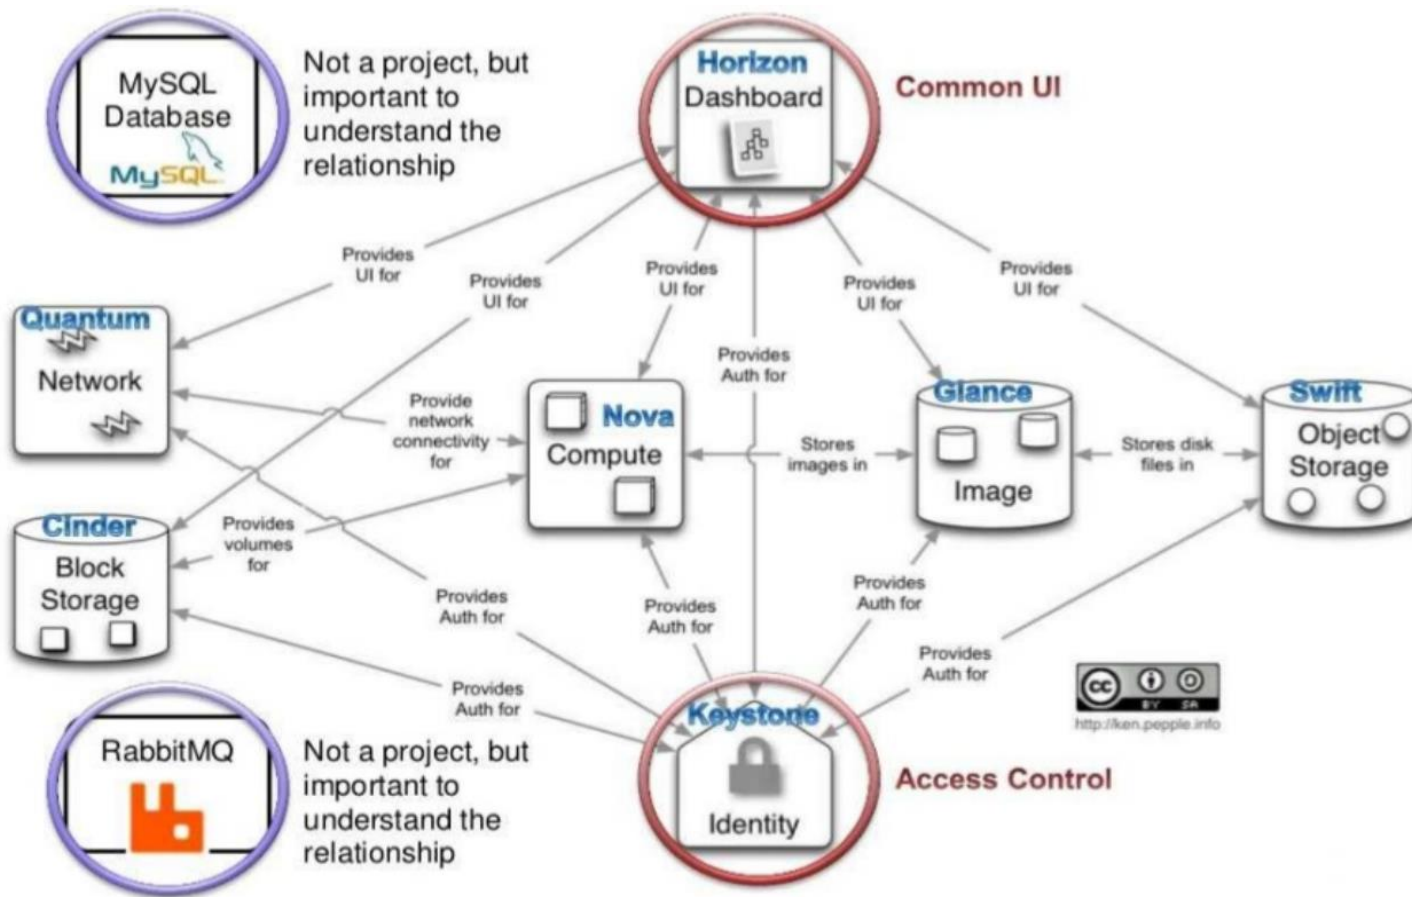 MySQL
Database
MySQL
Not a project, but
important to
understand the
relationship
Horizon
Dashboard
Common UI
Provides
UI for
Provides
UI for
Provides
UI for
Provides
UI for
Provides
UI for
Quantum
Network
Provides
Auth for
Provide
network
connectivity
for
Nova
Compute
Stores
images in
Glance
Image
Stores disk
files in
Swift
Object
Storage
Cinder
Block
Storage
Provides
volumes
for
Provides
Auth for
Provides
Auth for
Provides
Auth for
Provides
Auth for
Provides
Auth for
cc
BY SA
http://ken.pepple.info
RabbitMQ
Not a project, but
important to
understand the
relationship
Keystone
Identity
Access Control